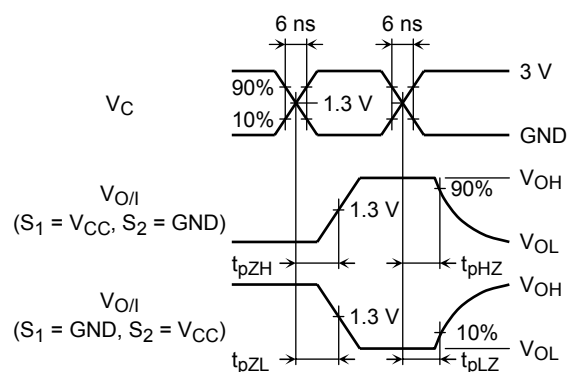 6 ns 6 ns
3 V
90%
V_C 1.3 V
10%
GND
V_OH
V_O/I 90%
(S_1 = V_CC, S_2 = GND) 1.3 V
V_OL
t_pZH t_pHZ
V_OH
V_O/I
(S_1 = GND, S_2 = V_CC) 1.3 V 10%
V_OL
t_pZL t_pLZ